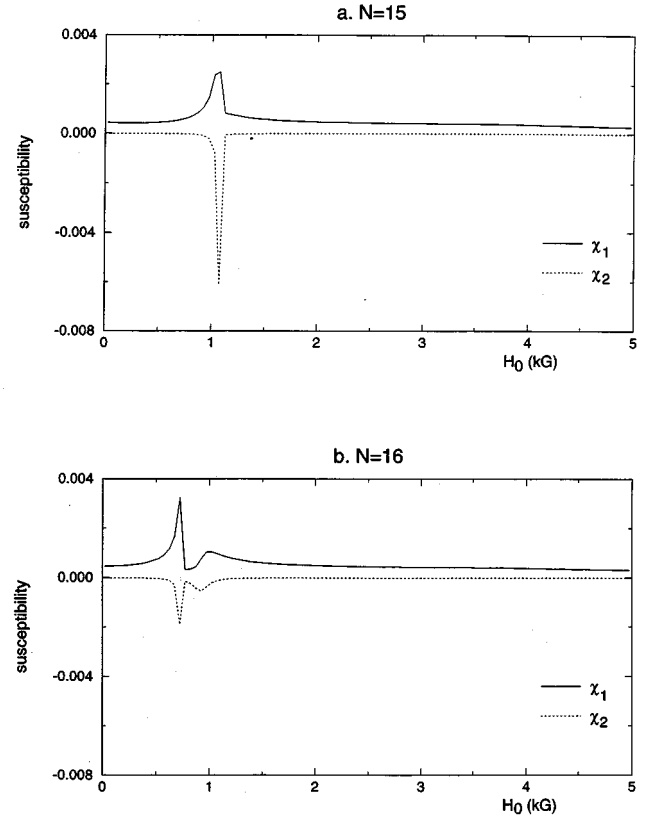 a. N=15
0.004
0.000
-0.004
-0.008
susceptibility
χ1
χ2
0 1 2 3 4 5
H0 (kG)
b. N=16
0.004
0.000
-0.004
-0.008
susceptibility
χ1
χ2
0 1 2 3 4 5
H0 (kG)